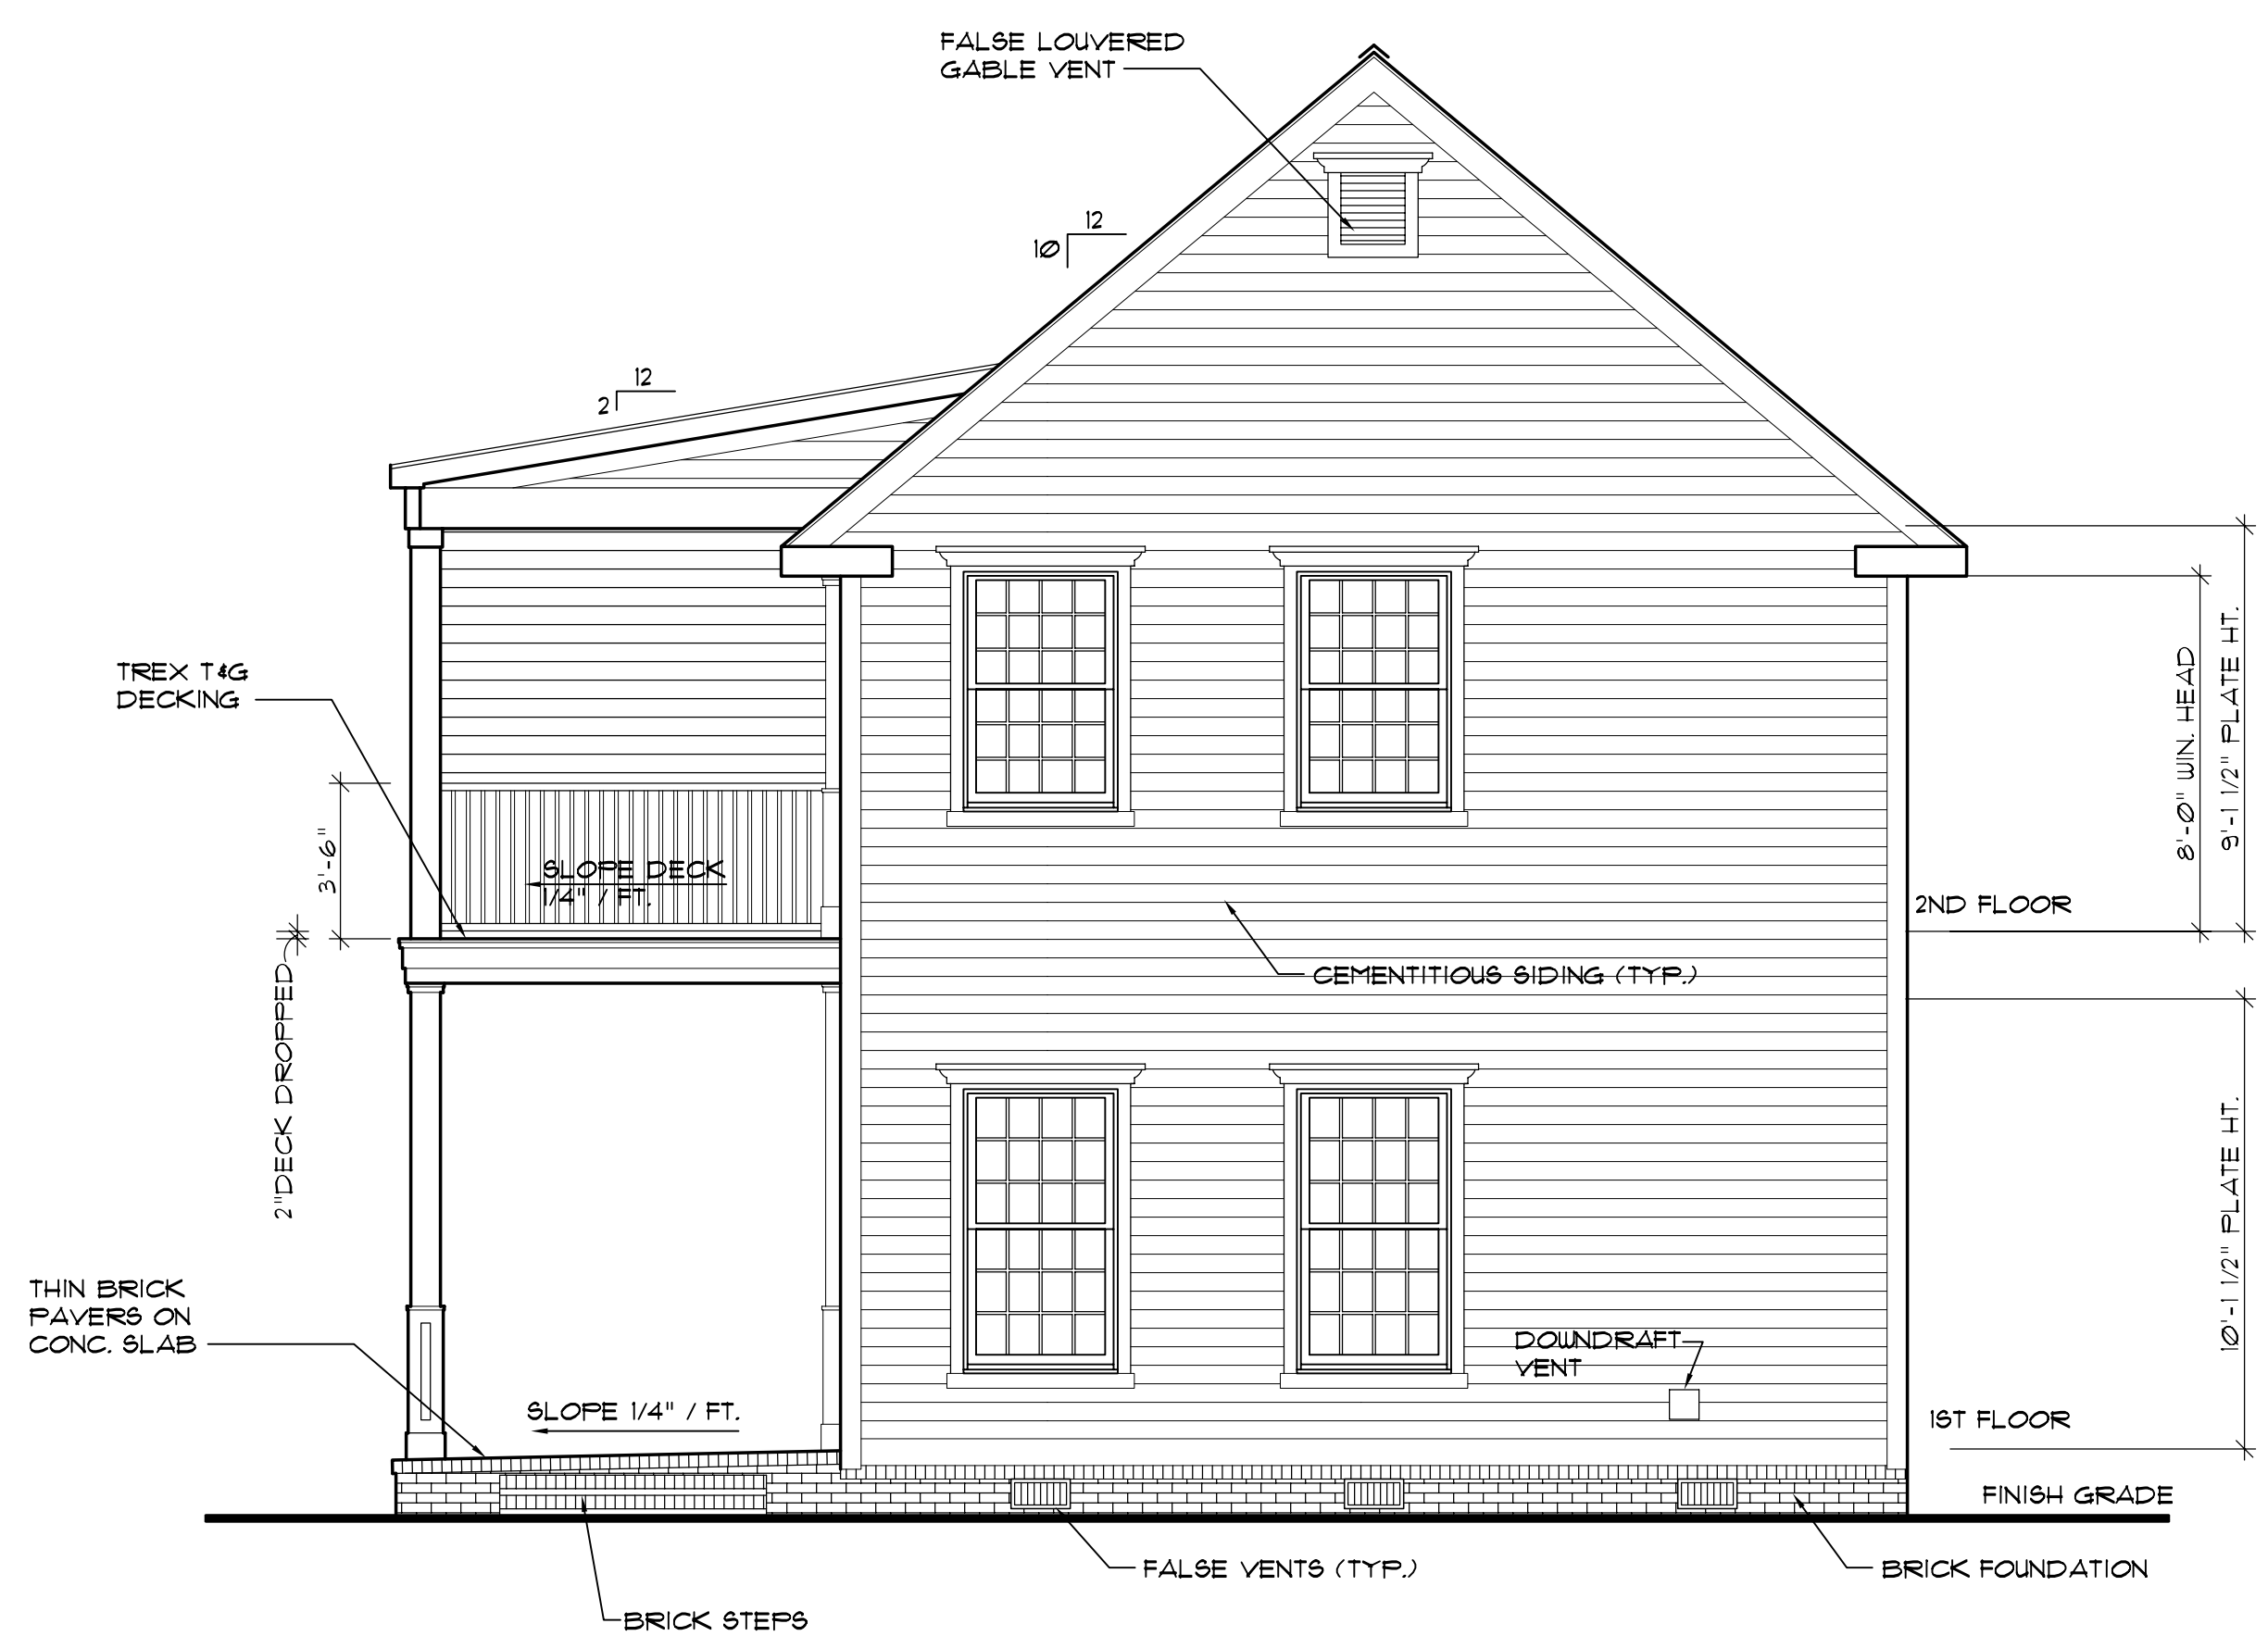 FALSE LOUVERED
GABLE VENT
12
10
12
2
TREX T&G
DECKING
8'-0" WIN. HEAD
9'-1 1/2" PLATE HT.
3'-6"
SLOPE DECK
1/4" / FT.
2ND FLOOR
CEMENTITIOUS SIDING (TYP.)
2"DECK DROPPED
10'-1 1/2" PLATE HT.
THIN BRICK
PAVERS ON
CONC. SLAB
DOWNDRAFT
VENT
SLOPE 1/4" / FT.
1ST FLOOR
FINISH GRADE
FALSE VENTS (TYP.)
BRICK FOUNDATION
BRICK STEPS